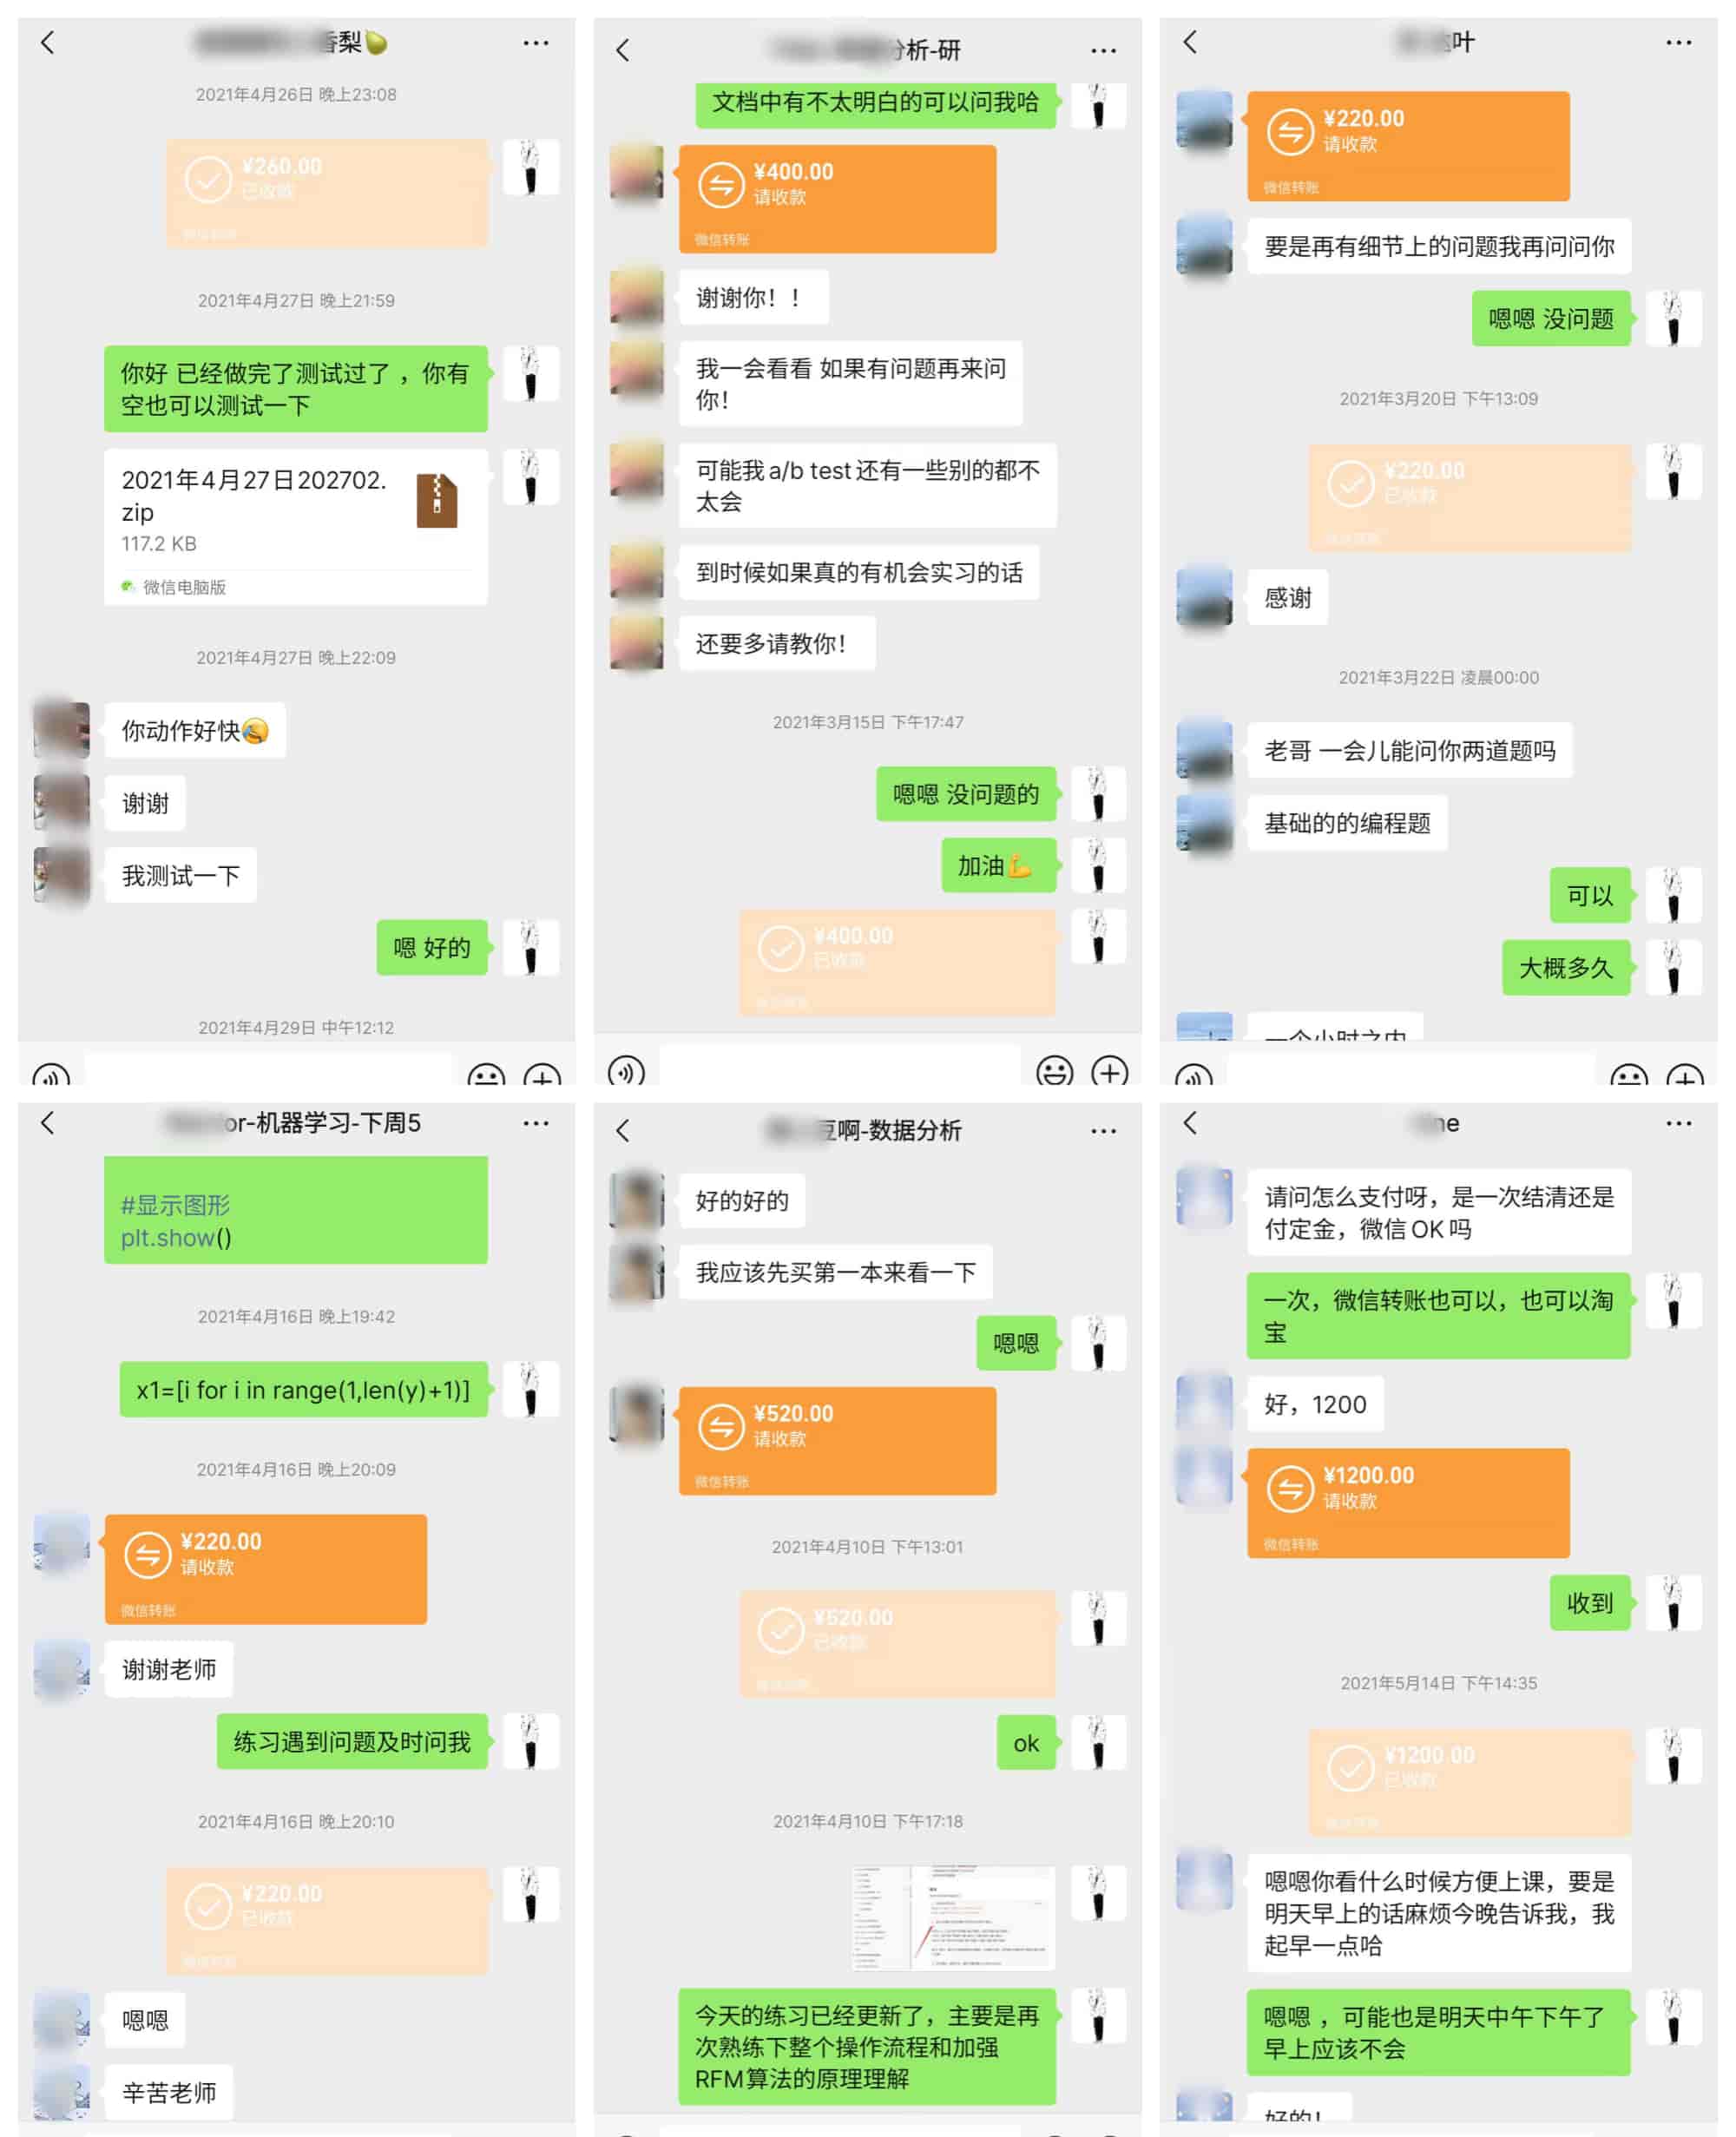 香梨
2021年4月26日 晚上23:08
¥260.00
已收款
微信转账
2021年4月27日 晚上21:59
你好 已经做完了测试过了 ，你有
空也可以测试一下
2021年4月27日202702.
zip
117.2 KB
微信电脑版
2021年4月27日 晚上22:09
你动作好快
谢谢
我测试一下
嗯 好的
2021年4月29日 中午12:12
分析-研
文档中有不太明白的可以问我哈
¥400.00
请收款
微信转账
谢谢你！！
我一会看看 如果有问题再来问
你！
可能我a/b test还有一些别的都不
太会
到时候如果真的有机会实习的话
还要多请教你！
2021年3月15日 下午17:47
嗯嗯 没问题的
加油
¥400.00
已收款
微信转账
叶
¥220.00
请收款
微信转账
要是再有细节上的问题我再问问你
嗯嗯 没问题
2021年3月20日 下午13:09
¥220.00
已收款
微信转账
感谢
2021年3月22日 凌晨00:00
老哥 一会儿能问你两道题吗
基础的的编程题
可以
大概多久
一个小时之内
or-机器学习-下周5
#显示图形
plt.show()
2021年4月16日 晚上19:42
x1=[i for i in range(1,len(y)+1)]
2021年4月16日 晚上20:09
¥220.00
请收款
微信转账
谢谢老师
练习遇到问题及时问我
2021年4月16日 晚上20:10
¥220.00
已收款
微信转账
嗯嗯
辛苦老师
豆啊-数据分析
好的好的
我应该先买第一本来看一下
嗯嗯
¥520.00
请收款
微信转账
2021年4月10日 下午13:01
¥520.00
已收款
微信转账
ok
2021年4月10日 下午17:18
今天的练习已经更新了，主要是再
次熟练下整个操作流程和加强
RFM算法的原理理解
ne
请问怎么支付呀，是一次结清还是
付定金，微信OK吗
一次，微信转账也可以，也可以淘
宝
好，1200
¥1200.00
请收款
微信转账
收到
2021年5月14日 下午14:35
¥1200.00
已收款
微信转账
嗯嗯你看什么时候方便上课，要是
明天早上的话麻烦今晚告诉我，我
起早一点哈
嗯嗯 ，可能也是明天中午下午了
早上应该不会
好的！